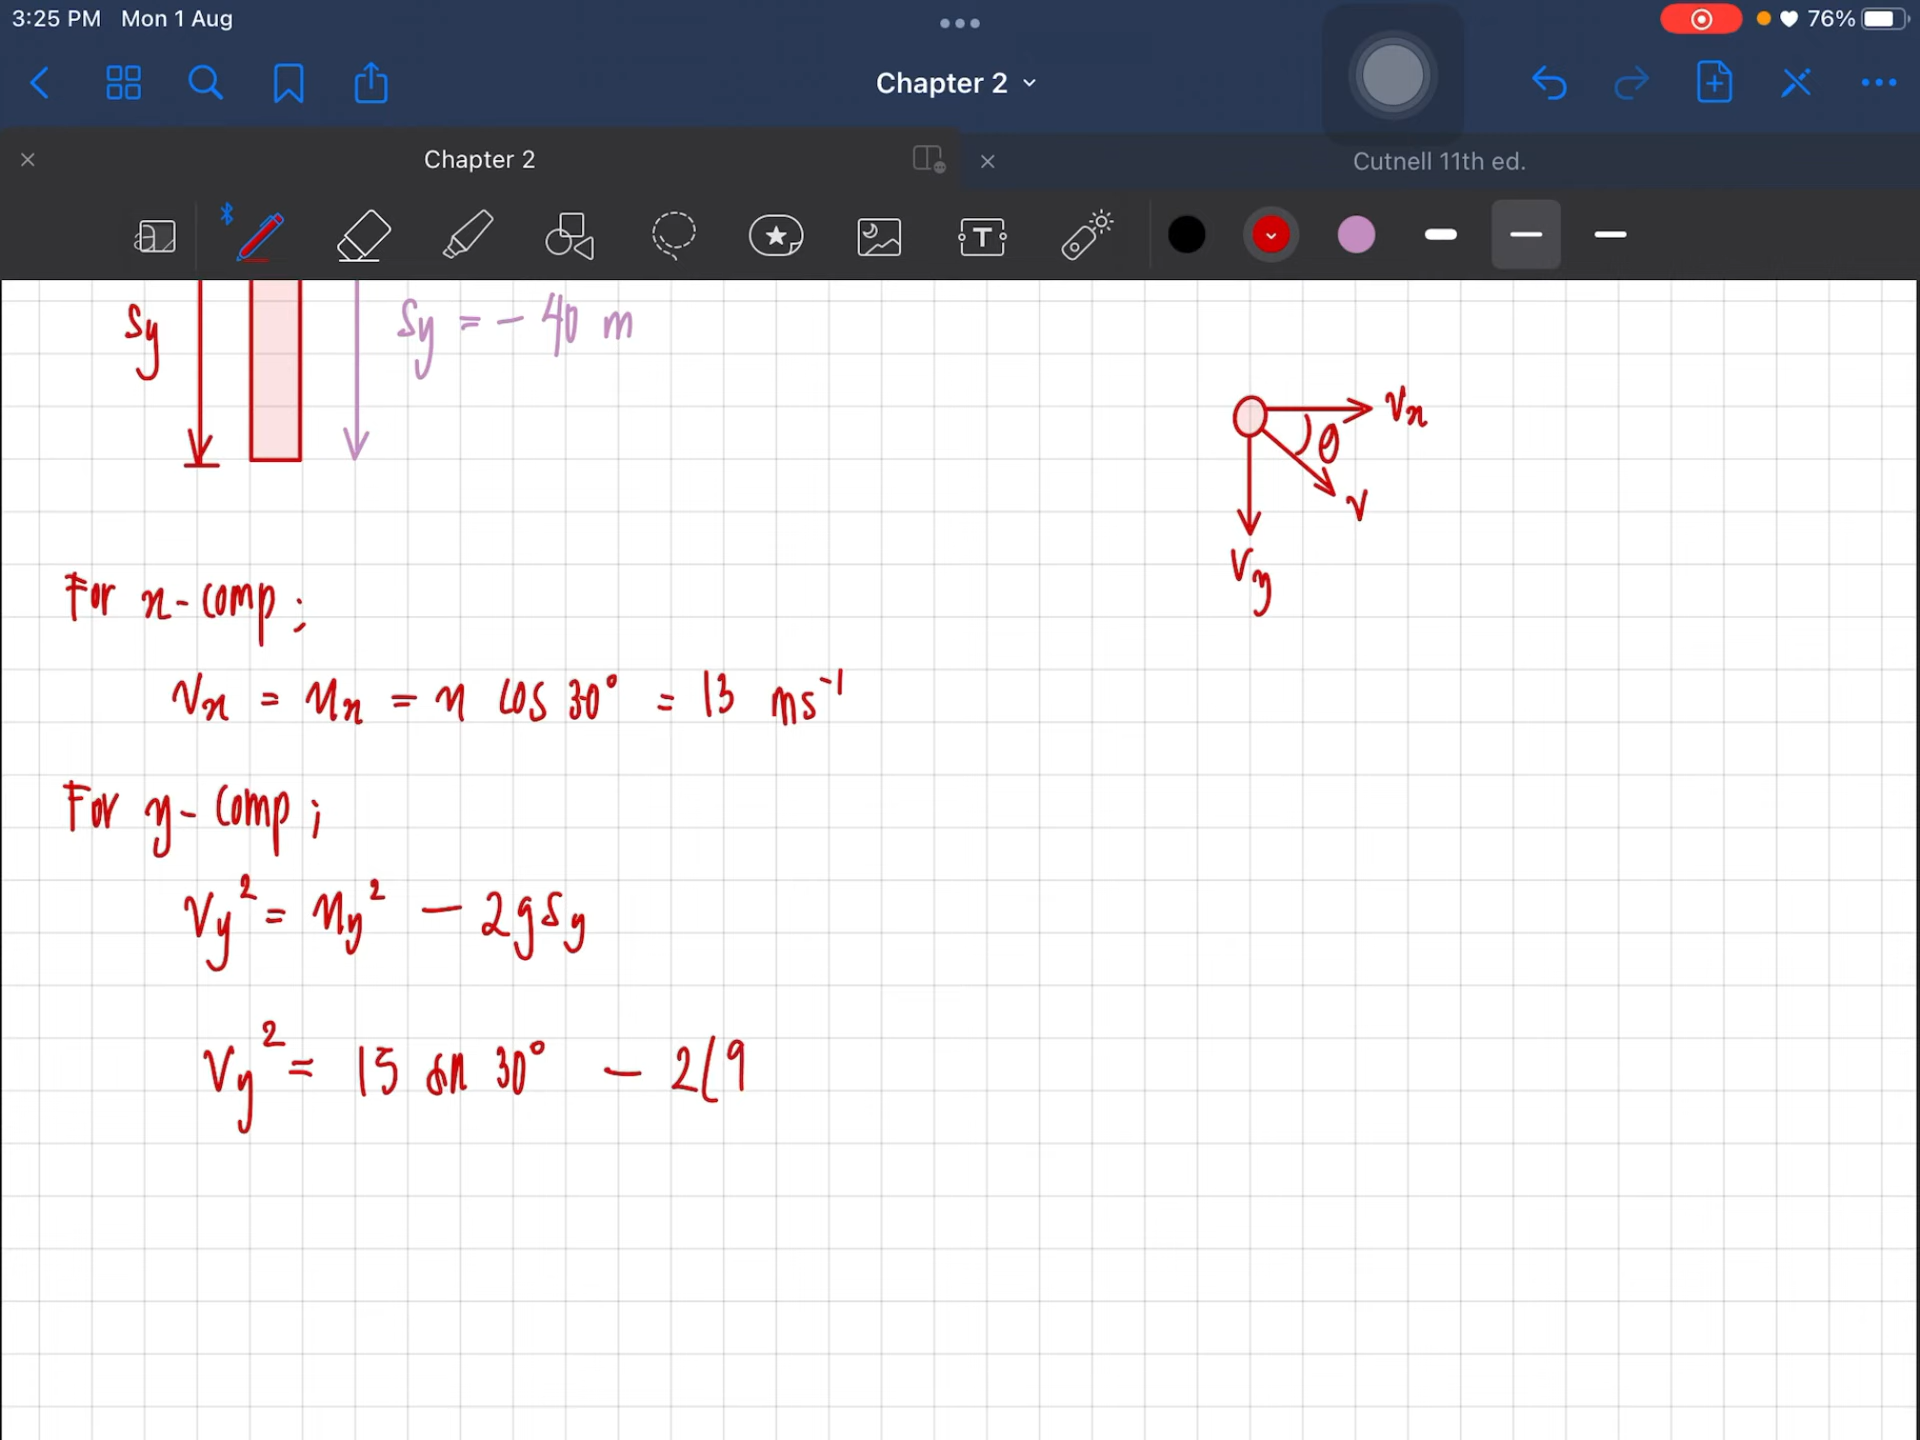 3:25 PM Mon 1 Aug
76%
Chapter 2
Chapter 2
Cutnell 11th ed.
a
T
Sy
Sy = - 40 m
Vx
θ
V
Vy
For x-comp;
Vx = Ux = u cos 30° = 13 ms⁻¹
For y-comp;
Vy² = Uy² - 2gSy
Vy² = 15 sin 30° - 2(9